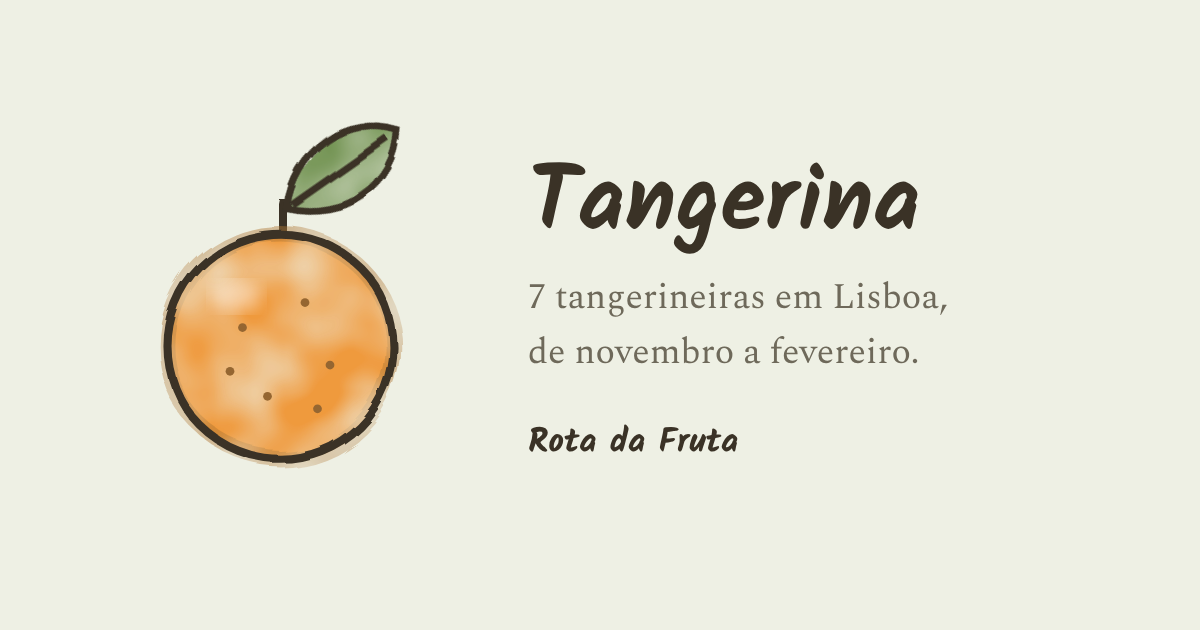 Tangerina
7 tangerineiras em Lisboa,
de novembro a fevereiro.
Rota da Fruta